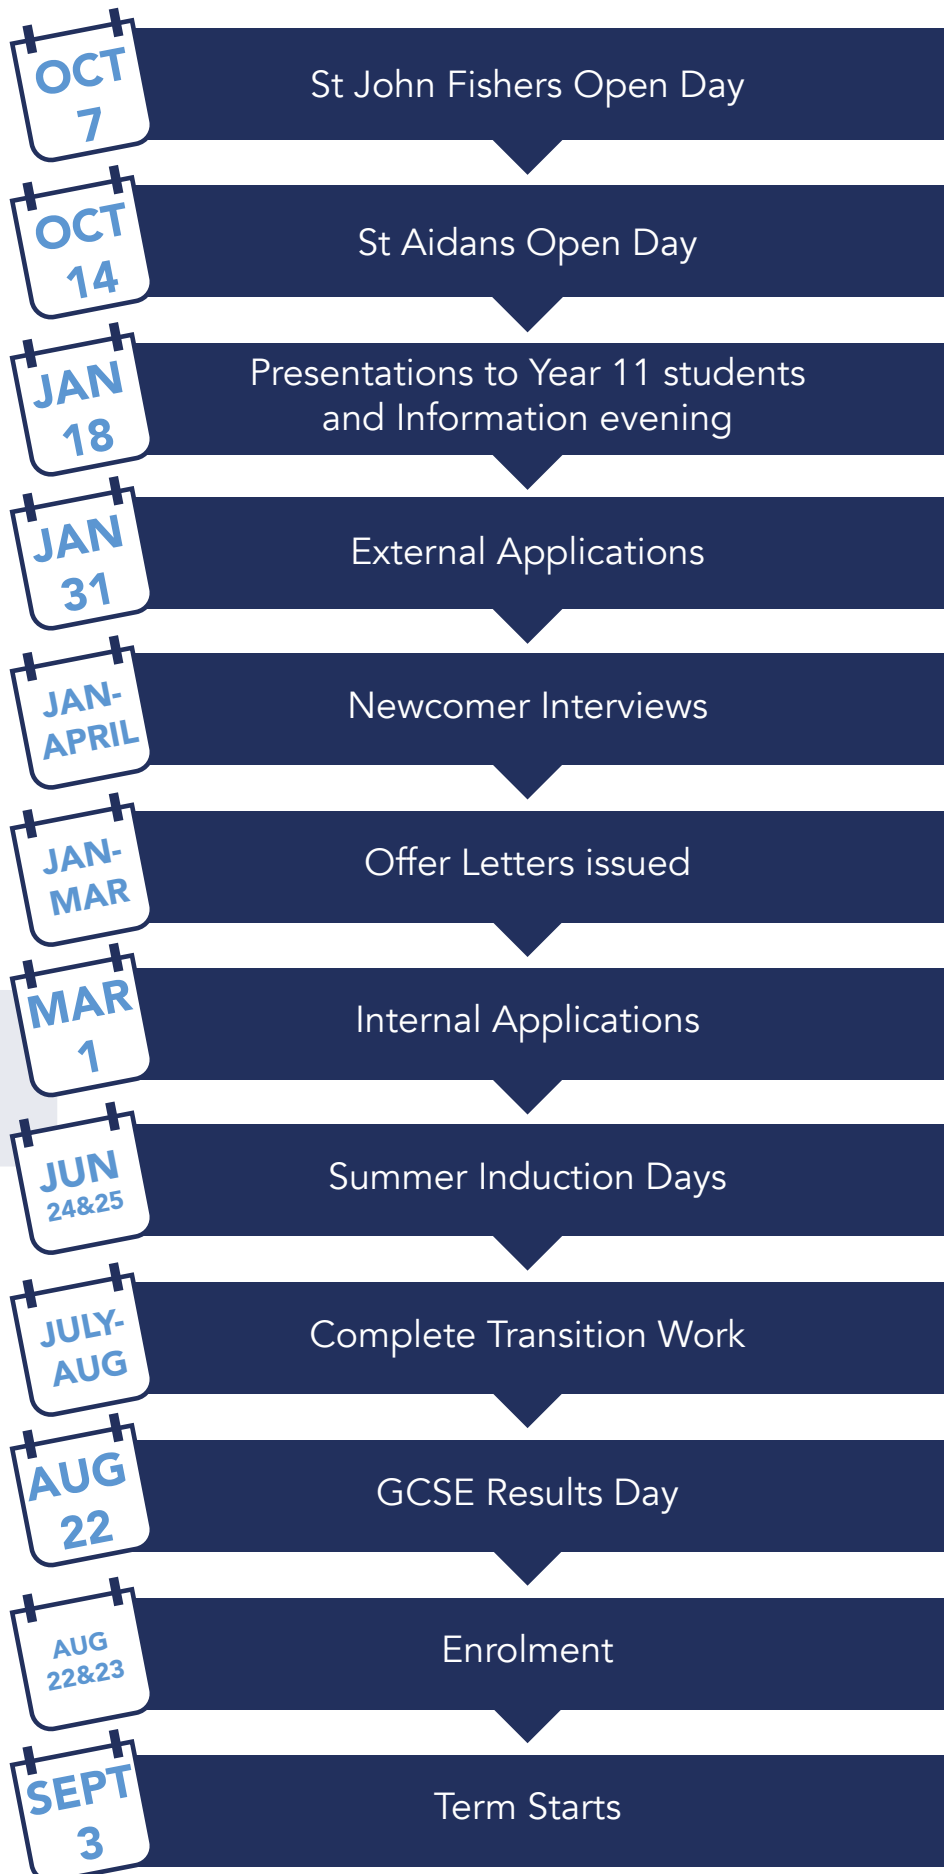 OCT
7
St John Fishers Open Day
OCT
14
St Aidans Open Day
JAN
18
Presentations to Year 11 students
and Information evening
JAN
31
External Applications
JAN-
APRIL
Newcomer Interviews
JAN-
MAR
Offer Letters issued
MAR
1
Internal Applications
JUN
24&25
Summer Induction Days
JULY-
AUG
Complete Transition Work
AUG
22
GCSE Results Day
AUG
22&23
Enrolment
SEPT
3
Term Starts